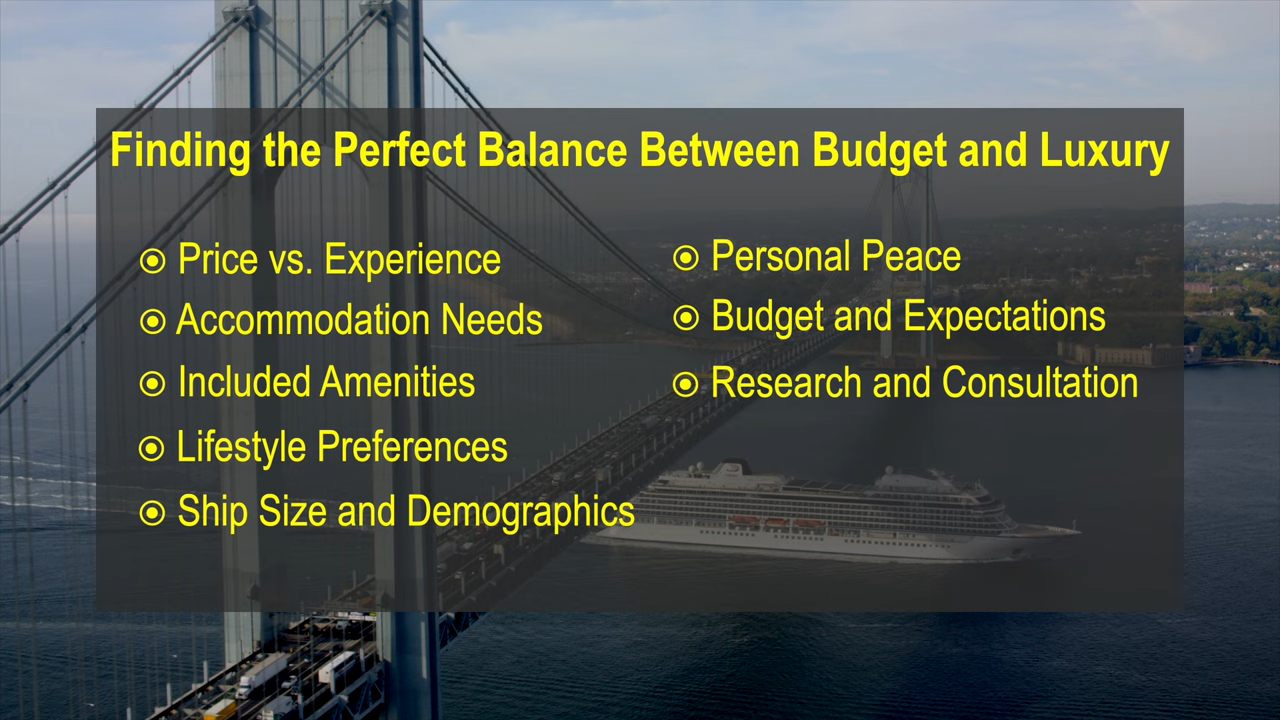 Finding the Perfect Balance Between Budget and Luxury
Price vs. Experience
Accommodation Needs
Included Amenities
Lifestyle Preferences
Ship Size and Demographics
Personal Peace
Budget and Expectations
Research and Consultation